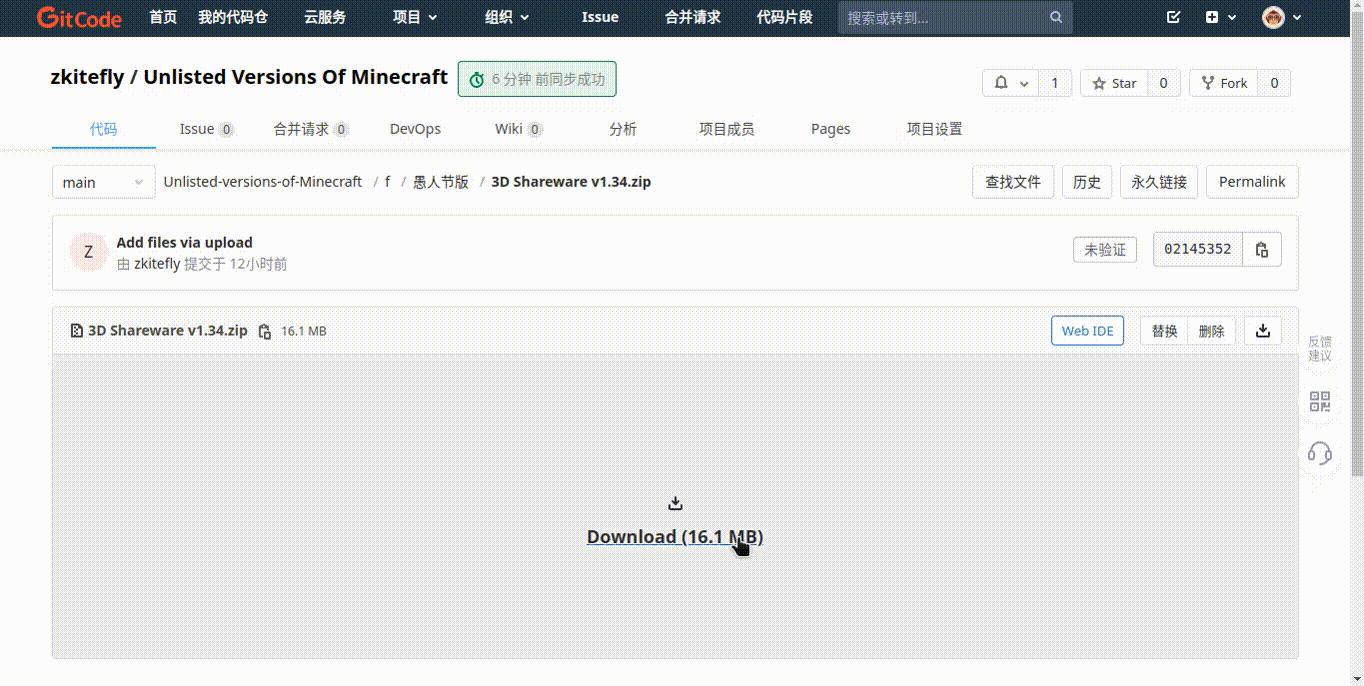 GitCode 首页 我的代码仓 云服务 项目 组织 Issue 合并请求 代码片段 搜索或转到...
zkitefly / Unlisted Versions Of Minecraft 6 分钟 前同步成功 1 Star 0 Fork 0
代码 Issue 0 合并请求 0 DevOps Wiki 0 分析 项目成员 Pages 项目设置
main Unlisted-versions-of-Minecraft / f / 愚人节版 / 3D Shareware v1.34.zip 查找文件 历史 永久链接 Permalink
Z Add files via upload 未验证 02145352
由 zkitefly 提交于 12小时前
3D Shareware v1.34.zip 16.1 MB Web IDE 替换 删除
反馈
建议
Download (16.1 MB)